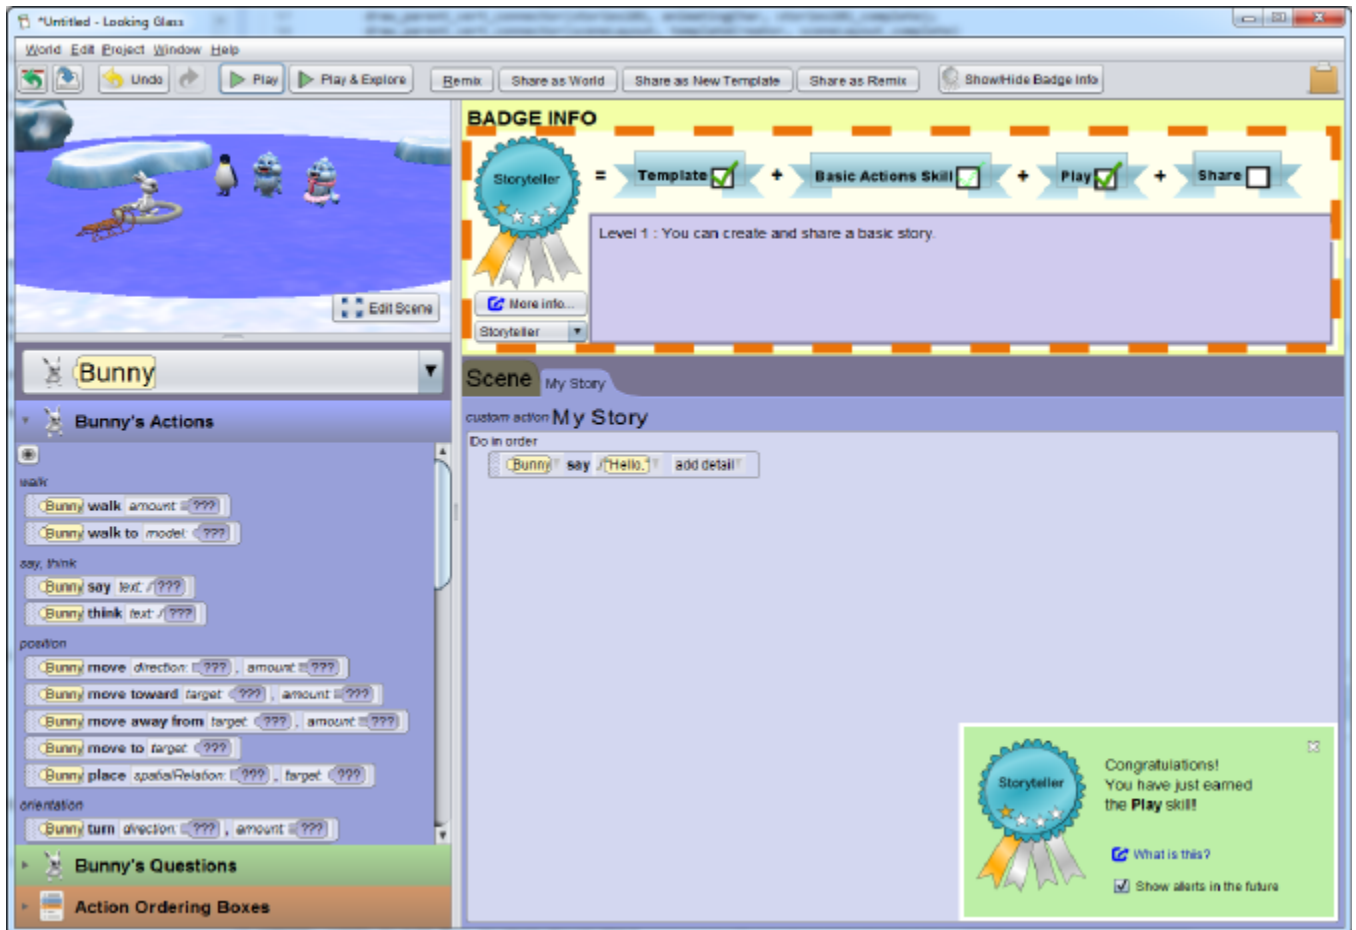 *Untitled - Looking Glass
World Edit Project Window Help
Undo Play Play & Explore Remix Share as World Share as New Template Share as Remix Show/Hide Badge Info
BADGE INFO
Storyteller = Template + Basic Actions Skill + Play + Share
Level 1 : You can create and share a basic story.
More info...
Storyteller
Edit Scene
Bunny
Scene My Story
Bunny's Actions
custom action My Story
Do in order
Bunny say "Hello." add detail
walk
Bunny walk amount: ???
Bunny walk to model: ???
say, think
Bunny say text: ???
Bunny think text: ???
position
Bunny move direction: ??? , amount: ???
Bunny move toward target: ??? , amount: ???
Bunny move away from target: ??? , amount: ???
Bunny move to target: ???
Bunny place spatialRelation: ??? , target: ???
orientation
Bunny turn direction: ??? , amount: ???
Bunny's Questions
Action Ordering Boxes
Storyteller
Congratulations!
You have just earned
the Play skill!
What is this?
Show alerts in the future